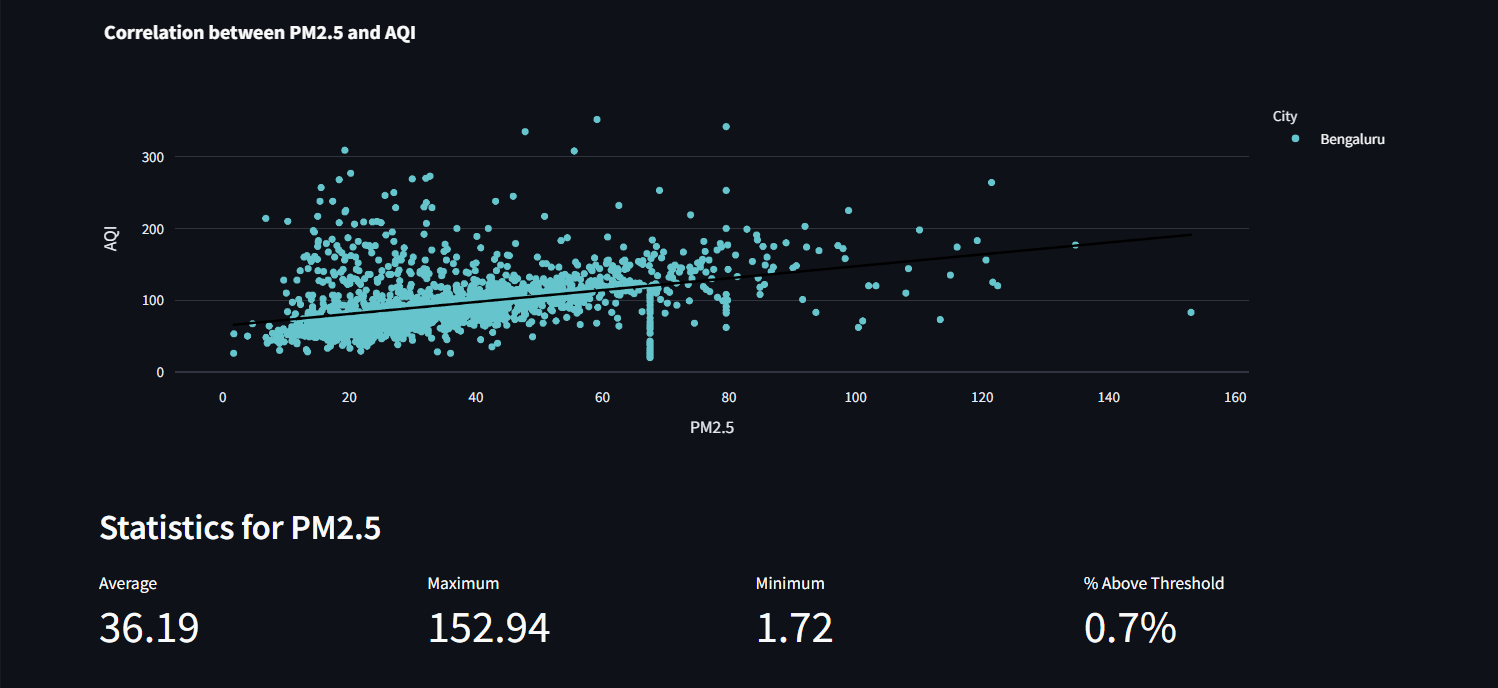 Correlation between PM2.5 and AQI
City
Bengaluru
300
200
100
0
AQI
0 20 40 60 80 100 120 140 160
PM2.5
Statistics for PM2.5
Average Maximum Minimum % Above Threshold
36.19 152.94 1.72 0.7%